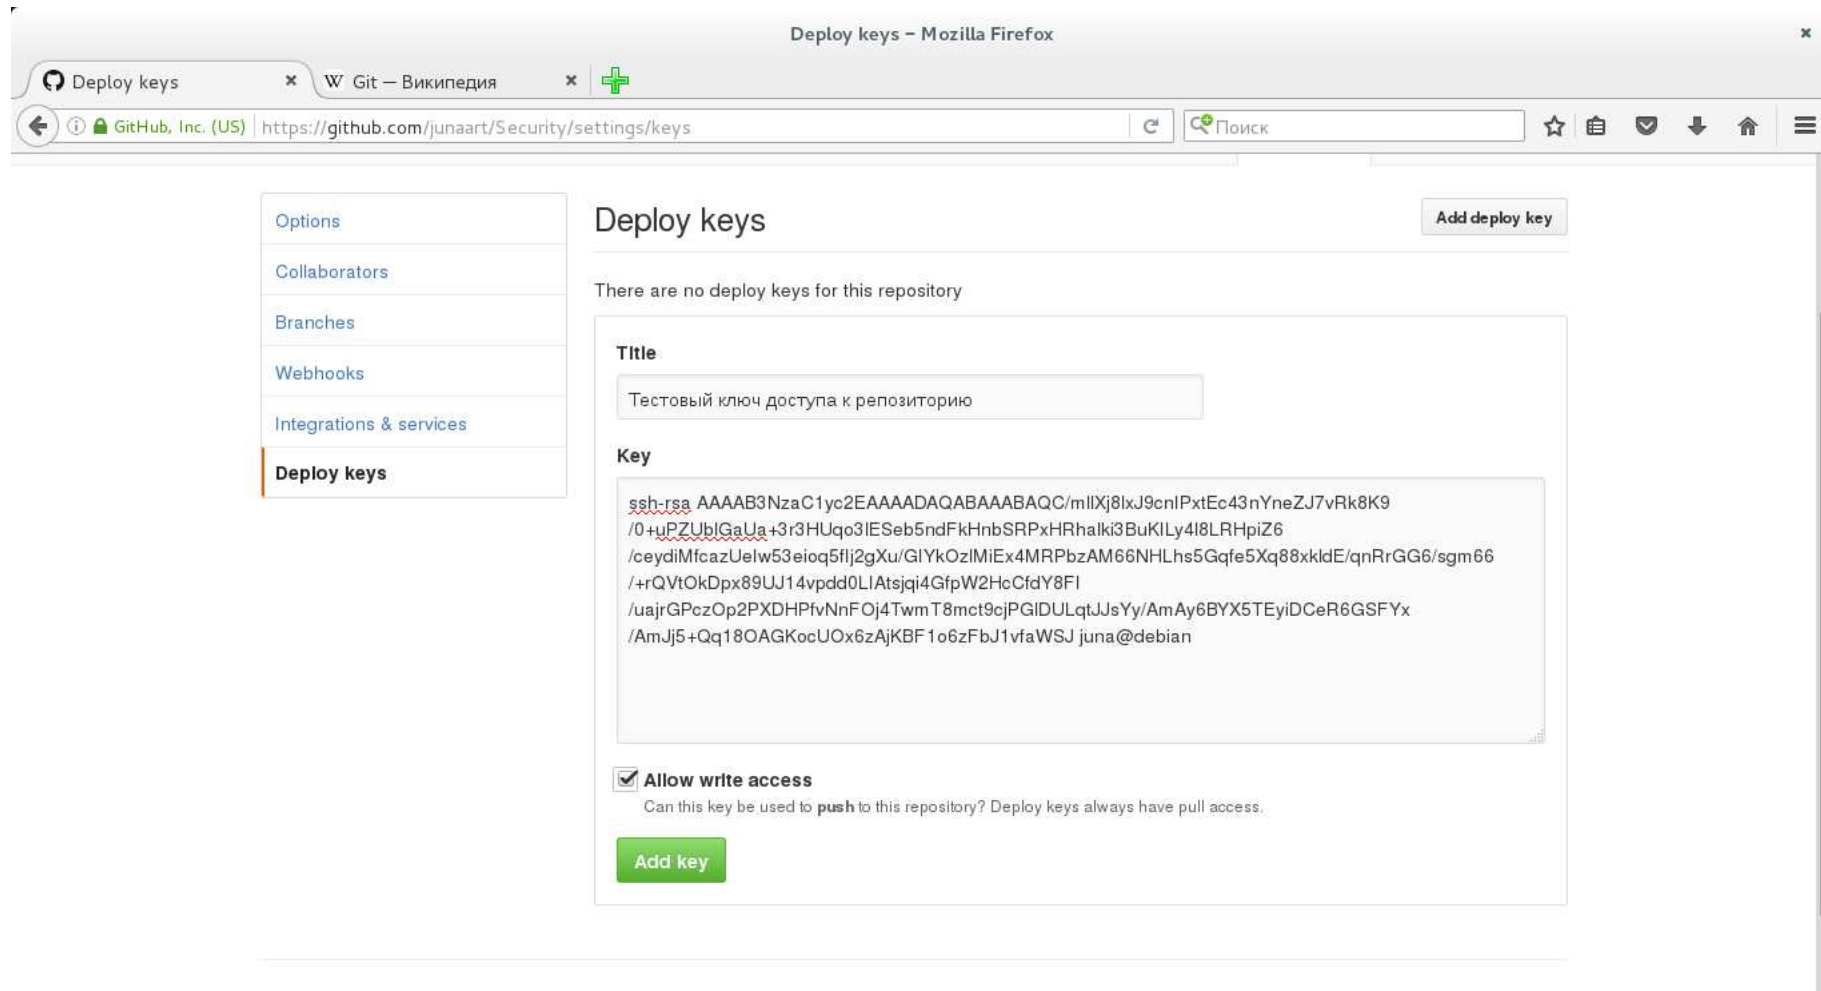 Deploy keys – Mozilla Firefox
Deploy keys
Git — Википедия
GitHub, Inc. (US)
https://github.com/junaart/Security/settings/keys
Поиск
Options
Collaborators
Branches
Webhooks
Integrations & services
Deploy keys
Deploy keys
Add deploy key
There are no deploy keys for this repository
Title
Тестовый ключ доступа к репозиторию
Key
ssh-rsa AAAAB3NzaC1yc2EAAAADAQABAAABAQC/mIlXj8lxJ9cnIPxtEc43nYneZJ7vRk8K9
/0+uPZUblGaUa+3r3HUqo3lESeb5ndFkHnbSRPxHRhalki3BuKlLy4l8LRHpiZ6
/ceydiMfcazUeIw53eioq5fIj2gXu/GlYkOzlMiEx4MRPbzAM66NHLhs5Gqfe5Xq88xkldE/qnRrGG6/sgm66
/+rQVtOkDpx89UJ14vpdd0LIAtsjqi4GfpW2HcCfdY8FI
/uajrGPczOp2PXDHPfvNnFOj4TwmT8mct9cjPGlDULqtJJsYy/AmAy6BYX5TEyiDCeR6GSFYx
/AmJj5+Qq18OAGKocUOx6zAjKBF1o6zFbJ1vfaWSJ juna@debian
Allow write access
Can this key be used to push to this repository? Deploy keys always have pull access.
Add key